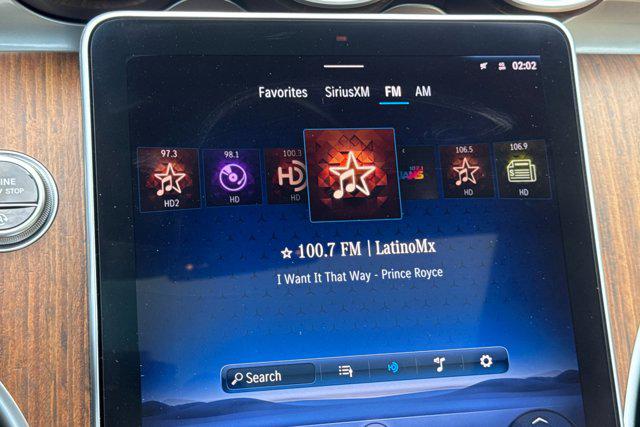 02:02
Favorites SiriusXM FM AM
97.3 98.1 100.3 106.5 106.9
HD2 HD HD HD HD
☆ 100.7 FM | LatinoMx
I Want It That Way - Prince Royce
Search
STOP